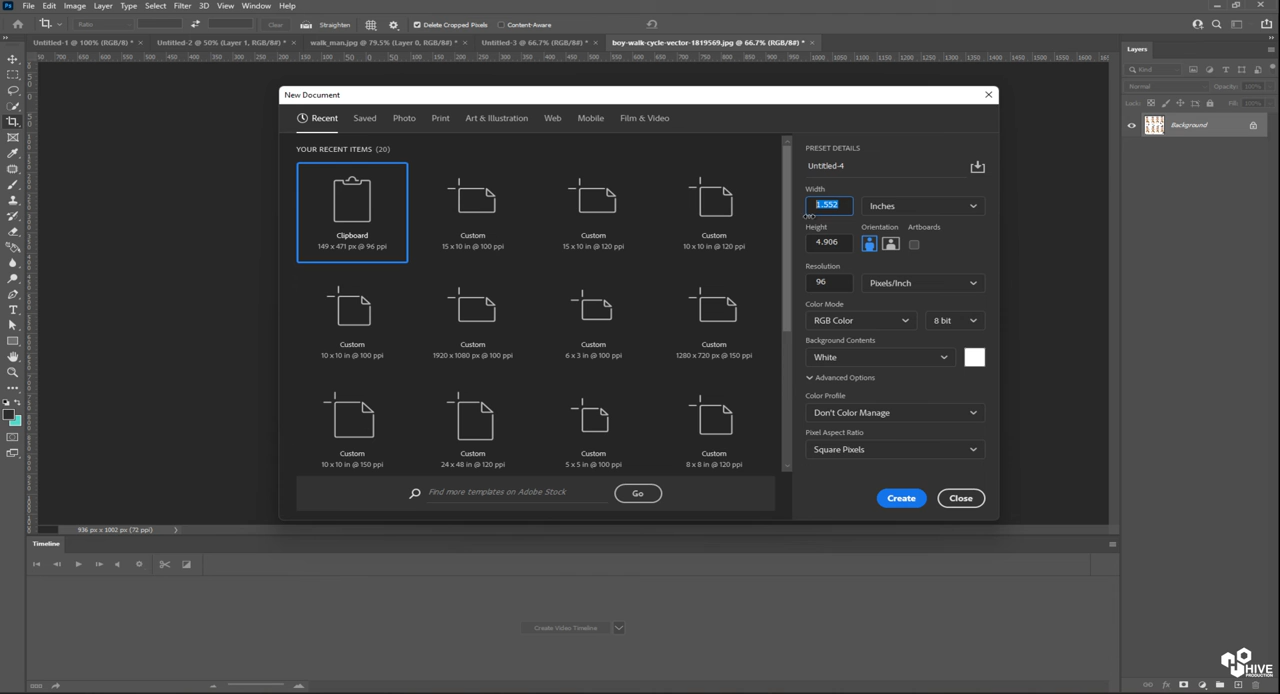 Ps File Edit Image Layer Type Select Filter 3D View Window Help
Ratio Clear Straighten Delete Cropped Pixels Content-Aware
Untitled-1 @ 100% (RGB/8) * × Untitled-2 @ 50% (Layer 1, RGB/8) * × walk_man.jpg @ 79.5% (Layer 0, RGB/8*) * × Untitled-3 @ 66.7% (RGB/8*) * × boy-walk-cycle-vector-1819569.jpg @ 66.7% (RGB/8*) * ×
New Document
Recent Saved Photo Print Art & Illustration Web Mobile Film & Video
YOUR RECENT ITEMS (20)
Clipboard
149 x 471 px @ 96 ppi
Custom
15 x 10 in @ 100 ppi
Custom
15 x 10 in @ 120 ppi
Custom
10 x 10 in @ 120 ppi
Custom
10 x 10 in @ 100 ppi
Custom
1920 x 1080 px @ 100 ppi
Custom
6 x 3 in @ 100 ppi
Custom
1280 x 720 px @ 150 ppi
Custom
10 x 10 in @ 150 ppi
Custom
24 x 48 in @ 120 ppi
Custom
5 x 5 in @ 100 ppi
Custom
8 x 8 in @ 120 ppi
Find more templates on Adobe Stock Go
PRESET DETAILS
Untitled-4
Width
1.552 Inches
Height Orientation Artboards
4.906
Resolution
96 Pixels/Inch
Color Mode
RGB Color 8 bit
Background Contents
White
Advanced Options
Color Profile
Don't Color Manage
Pixel Aspect Ratio
Square Pixels
Create Close
Layers
Kind
Normal Opacity: 100%
Lock: Fill: 100%
Background
936 px x 1002 px (72 ppi)
Timeline
Create Video Timeline
HIVE
PRODUCTION